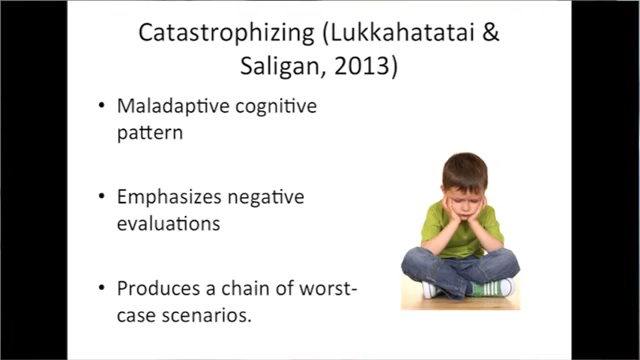 Catastrophizing (Lukkahatatai &
Saligan, 2013)
• Maladaptive cognitive
pattern
• Emphasizes negative
evaluations
• Produces a chain of worst-
case scenarios.